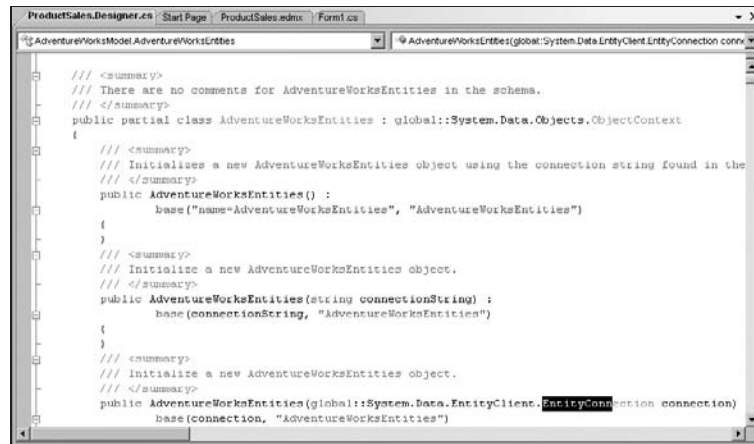 ProductSales.Designer.cs Start Page ProductSales.edmx Form1.cs
AdventureWorksModel.AdventureWorksEntities AdventureWorksEntities(global::System.Data.EntityClient.EntityConnection conn
/// <summary>
/// There are no comments for AdventureWorksEntities in the schema.
/// </summary>
public partial class AdventureWorksEntities : global::System.Data.Objects.ObjectContext
{
/// <summary>
/// Initializes a new AdventureWorksEntities object using the connection string found in the
/// </summary>
public AdventureWorksEntities() :
base("name=AdventureWorksEntities", "AdventureWorksEntities")
{
}
/// <summary>
/// Initialize a new AdventureWorksEntities object.
/// </summary>
public AdventureWorksEntities(string connectionString) :
base(connectionString, "AdventureWorksEntities")
{
}
/// <summary>
/// Initialize a new AdventureWorksEntities object.
/// </summary>
public AdventureWorksEntities(global::System.Data.EntityClient.EntityConnection connection)
base(connection, "AdventureWorksEntities")